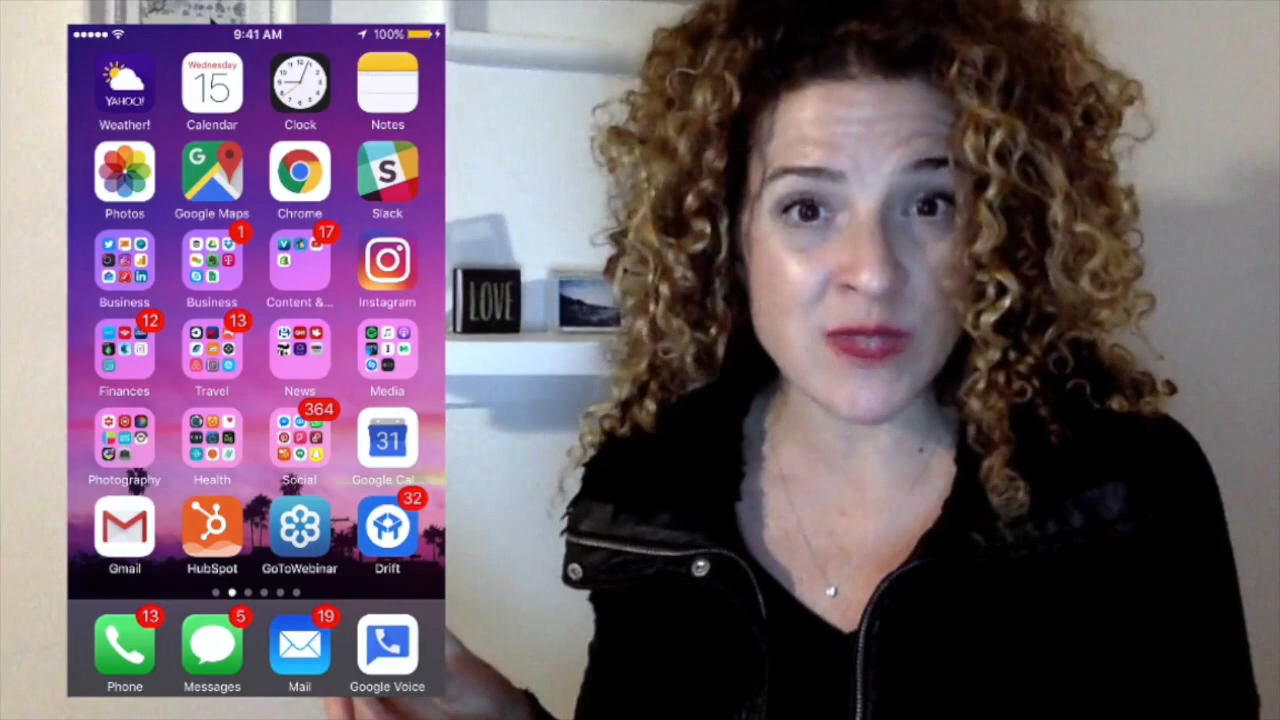 9:41 AM 100%
YAHOO! Wednesday 15 12
Weather! Calendar Clock Notes
G S
Photos Google Maps Chrome Slack
1 17
Business Business Content &... Instagram
LOVE
12 13
Finances Travel News Media
364 31
Photography Health Social Google Cal...
32
Gmail HubSpot GoToWebinar Drift
13 5 19
Phone Messages Mail Google Voice